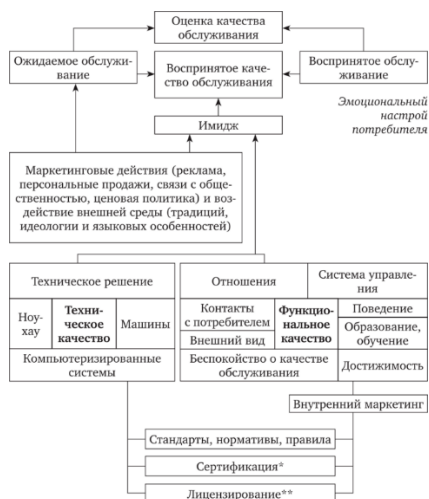 Оценка качества
обслуживания
Ожидаемое обслужи-
вание
Воспринятое каче-
ство обслуживания
Воспринятое обслу-
живание
Эмоциональный
настрой
потребителя
Имидж
Маркетинговые действия (реклама,
персональные продажи, связи с обще-
ственностью, ценовая политика) и воз-
действие внешней среды (традиций,
идеологии и языковых особенностей)
Техническое решение
Ноу-
хау
Техни-
ческое
качество
Машины
Компьютеризированные
системы
Отношения
Система управле-
ния
Контакты
с потребителем
Внешний вид
Функцио-
нальное
качество
Поведение
Образование,
обучение
Беспокойство о качестве
обслуживания
Достижимость
Внутренний маркетинг
Стандарты, нормативы, правила
Сертификация*
Лицензирование**